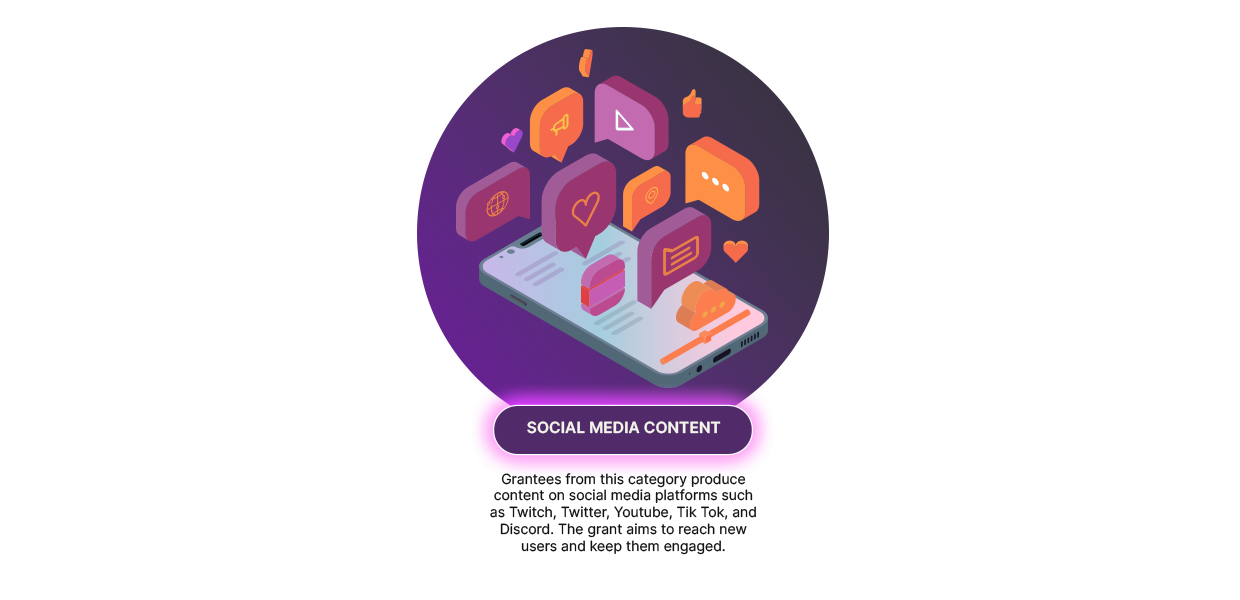 SOCIAL MEDIA CONTENT
Grantees from this category produce
content on social media platforms such
as Twitch, Twitter, Youtube, Tik Tok, and
Discord. The grant aims to reach new
users and keep them engaged.